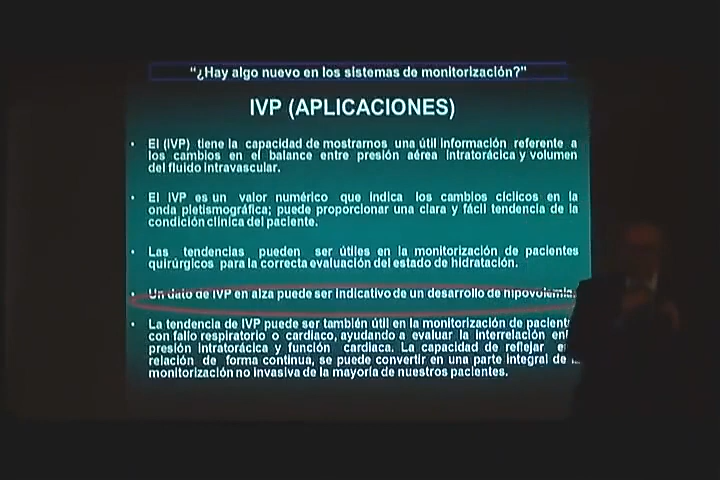 "¿Hay algo nuevo en los sistemas de monitorización?"
IVP (APLICACIONES)
• El (IVP) tiene la capacidad de mostrarnos una útil información referente a
los cambios en el balance entre presión aérea intratorácica y volumen
del fluido intravascular.
• El IVP es un valor numérico que indica los cambios cíclicos en la
onda pletismográfica; puede proporcionar una clara y fácil tendencia de la
condición clínica del paciente.
• Las tendencias pueden ser útiles en la monitorización de pacientes
quirúrgicos para la correcta evaluación del estado de hidratación.
• Un dato de IVP en alza puede ser indicativo de un desarrollo de hipovolemia.
• La tendencia de IVP puede ser también útil en la monitorización de
con fallo respiratorio o cardiaco, ayudando a evaluar la interrelación
presión intratorácica y función cardiaca. La capacidad de reflejar
relación de forma continua, se puede convertir en una parte integral de
monitorización no invasiva de la mayoría de nuestros pacientes.